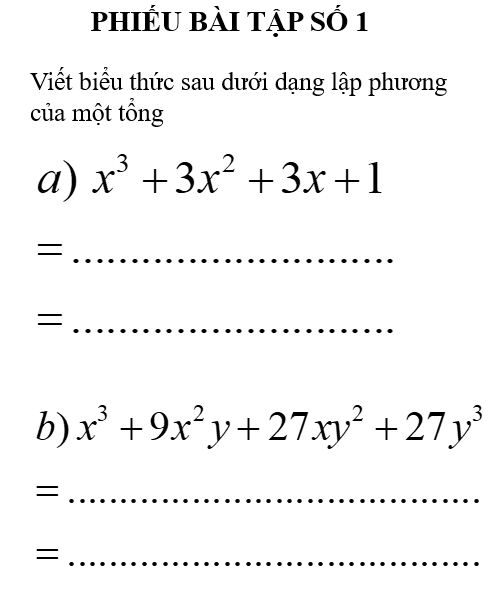 PHIẾU BÀI TẬP SỐ 1
Viết biểu thức sau dưới dạng lập phương
của một tổng
a) x³ + 3x² + 3x + 1
= ............................
= ............................
b) x³ + 9x²y + 27xy² + 27y³
= .......................................
= .......................................